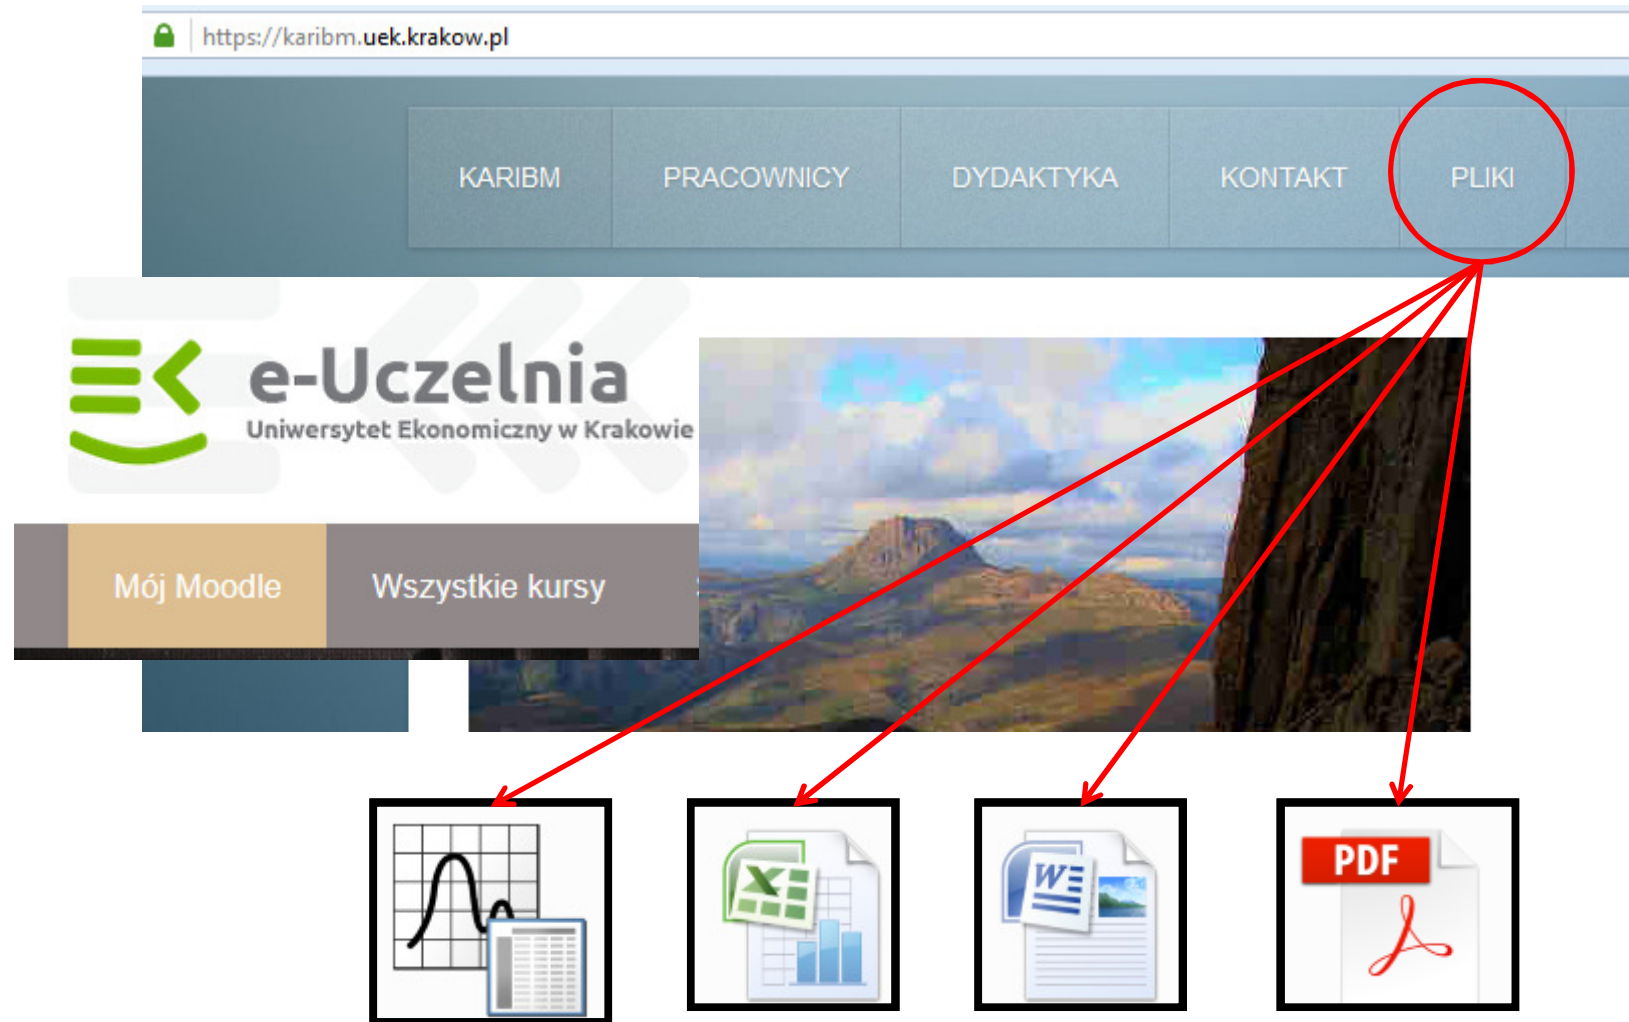 https://karibm.uek.krakow.pl
KARIBM PRACOWNICY DYDAKTYKA KONTAKT PLIKI
e-Uczelnia
Uniwersytet Ekonomiczny w Krakowie
Mój Moodle Wszystkie kursy
X
W
PDF